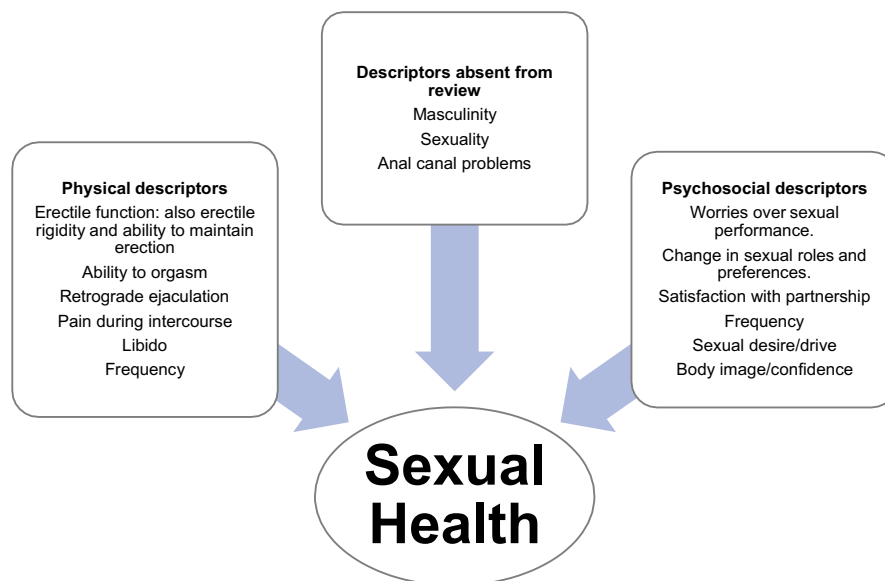 Descriptors absent from
review
Masculinity
Sexuality
Anal canal problems
Physical descriptors
Erectile function: also erectile
rigidity and ability to maintain
erection
Ability to orgasm
Retrograde ejaculation
Pain during intercourse
Libido
Frequency
Psychosocial descriptors
Worries over sexual
performance.
Change in sexual roles and
preferences.
Satisfaction with partnership
Frequency
Sexual desire/drive
Body image/confidence
Sexual
Health